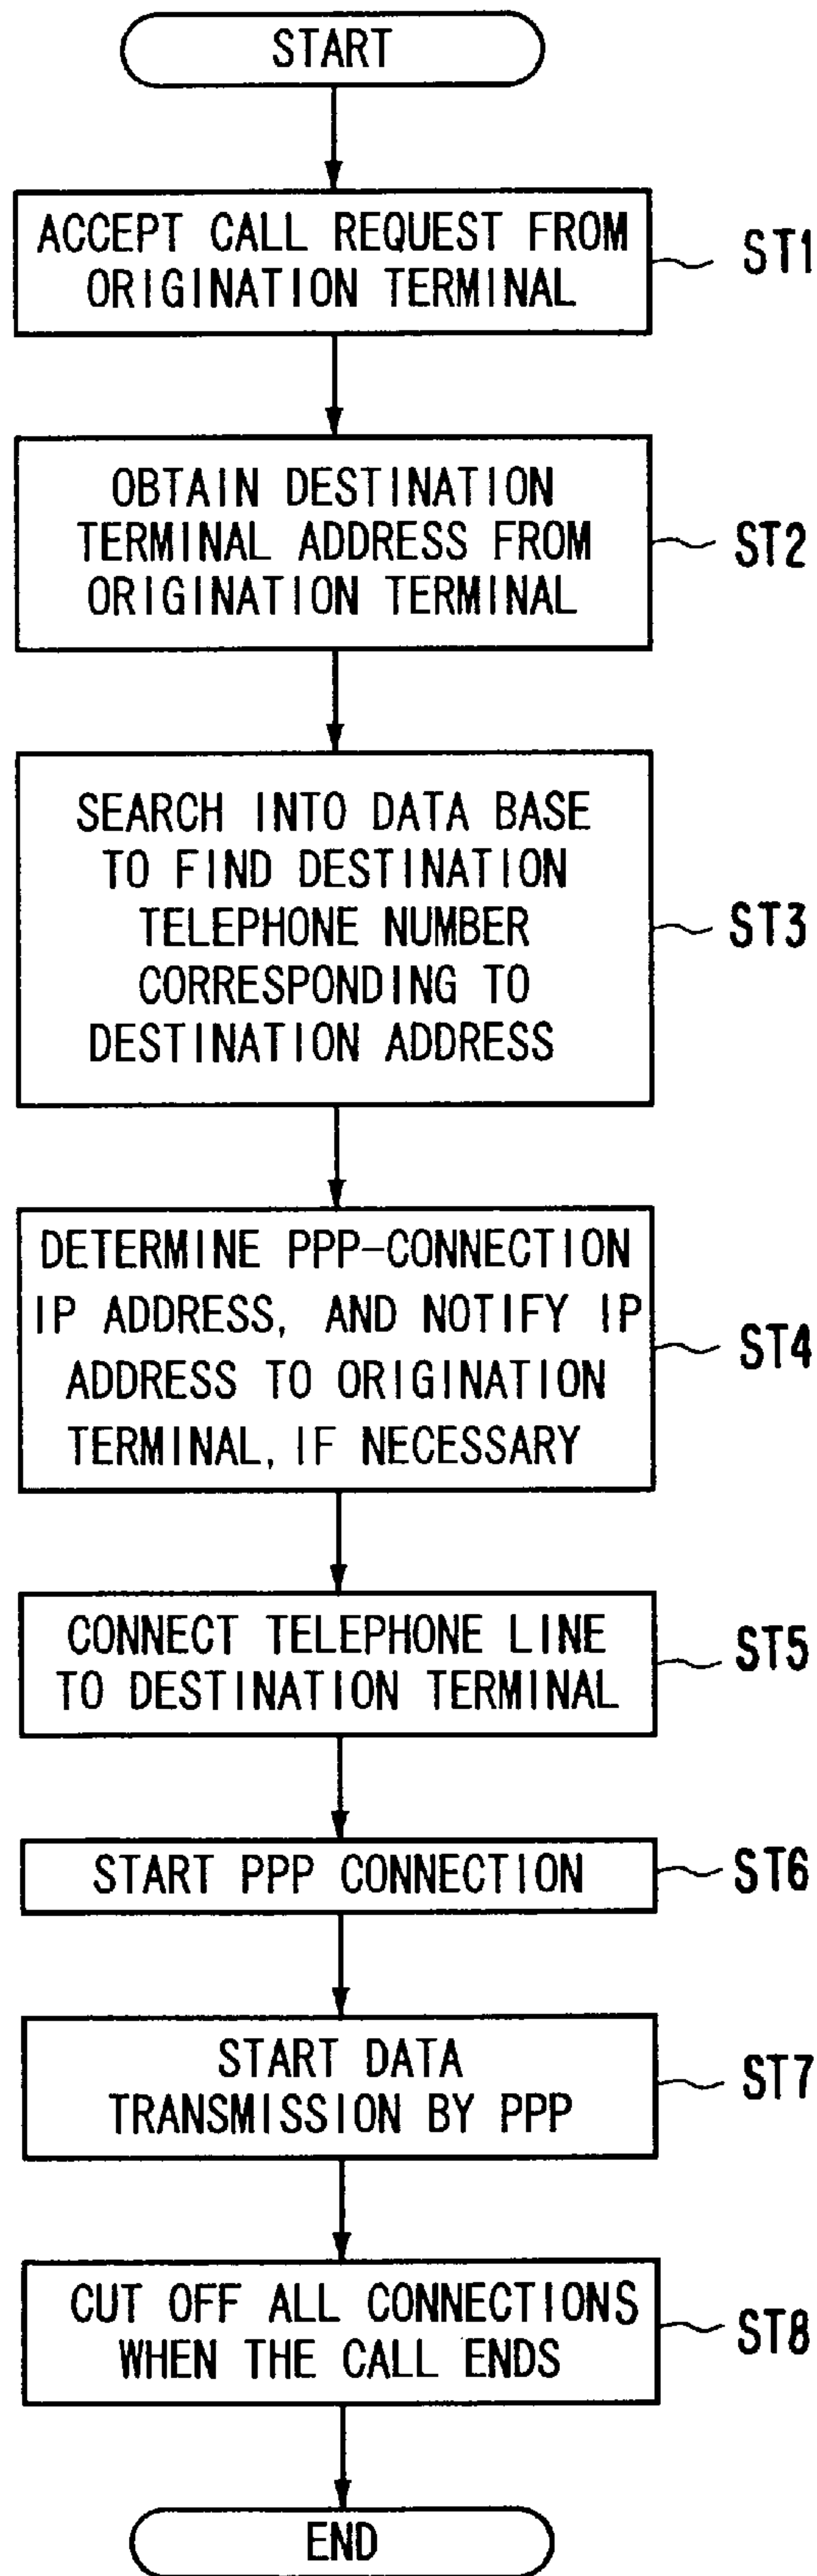 START
ACCEPT CALL REQUEST FROM
ORIGINATION TERMINAL
ST1
OBTAIN DESTINATION
TERMINAL ADDRESS FROM
ORIGINATION TERMINAL
ST2
SEARCH INTO DATA BASE
TO FIND DESTINATION
TELEPHONE NUMBER
CORRESPONDING TO
DESTINATION ADDRESS
ST3
DETERMINE PPP-CONNECTION
IP ADDRESS, AND NOTIFY IP
ADDRESS TO ORIGINATION
TERMINAL, IF NECESSARY
ST4
CONNECT TELEPHONE LINE
TO DESTINATION TERMINAL
ST5
START PPP CONNECTION
ST6
START DATA
TRANSMISSION BY PPP
ST7
CUT OFF ALL CONNECTIONS
WHEN THE CALL ENDS
ST8
END